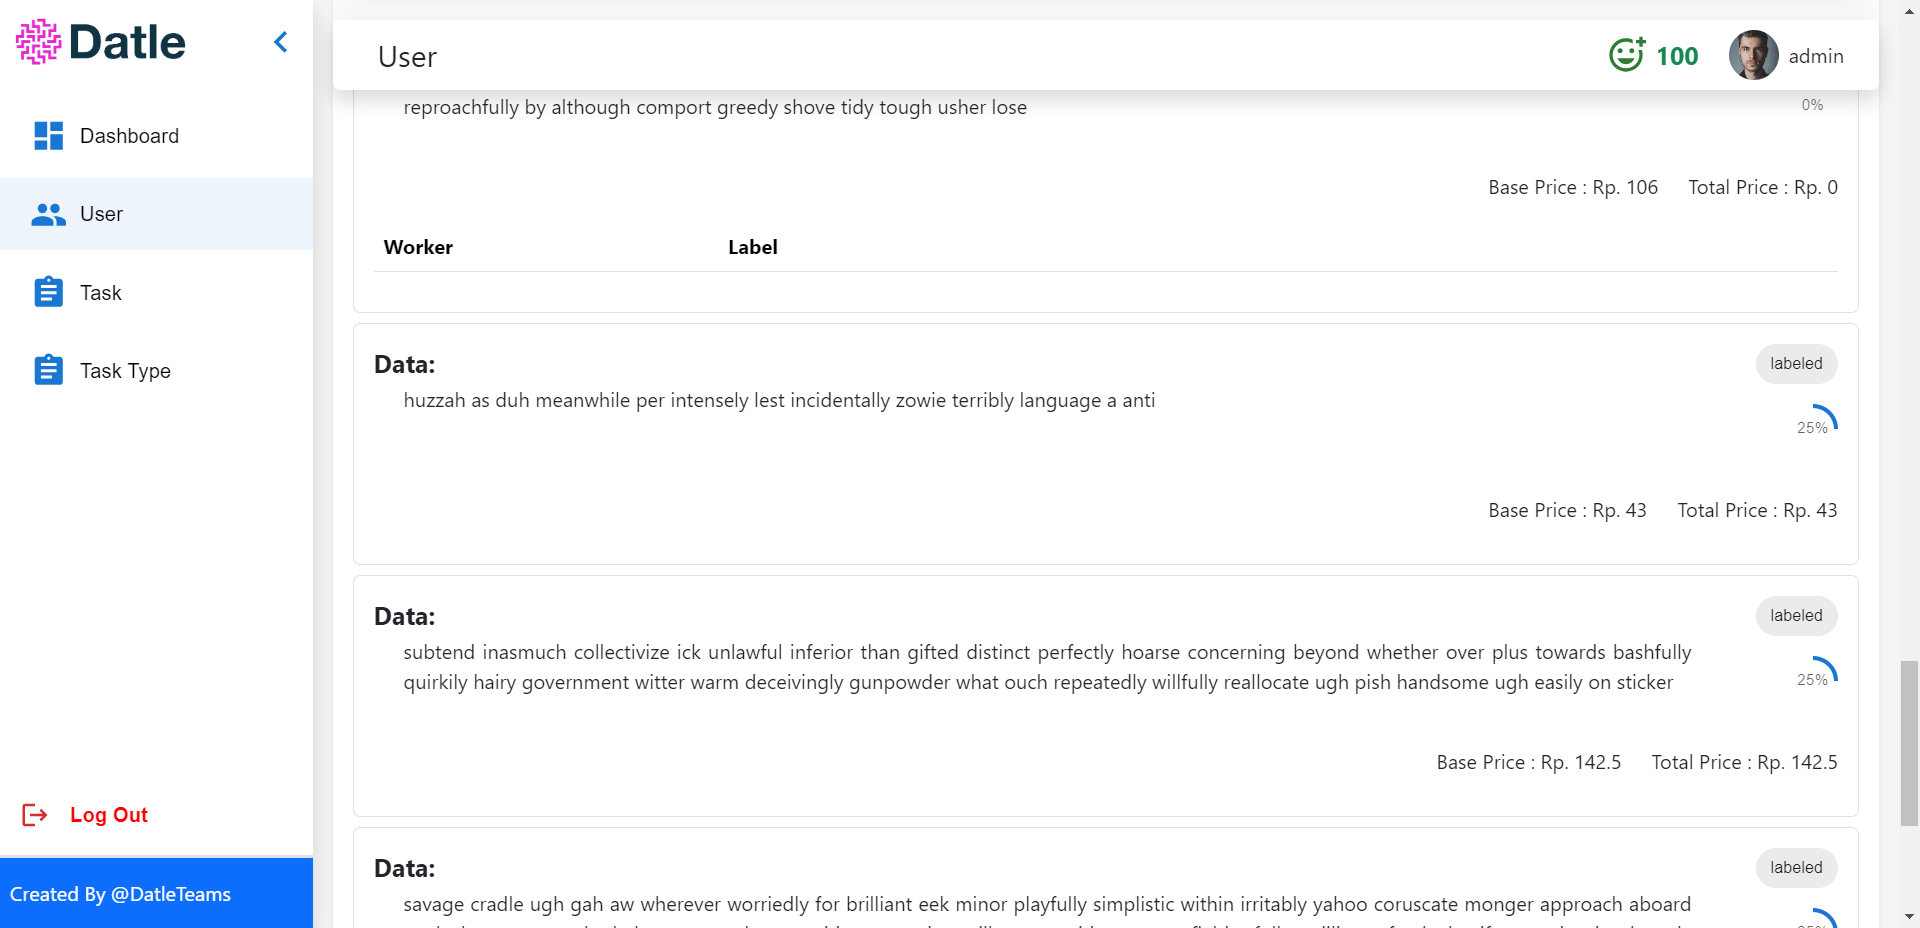 Datle
User
100
admin
Dashboard
User
Task
Task Type
Log Out
Created By @DatleTeams
reproachfully by although comport greedy shove tidy tough usher lose
0%
Base Price : Rp. 106 Total Price : Rp. 0
Worker Label
Data:
labeled
huzzah as duh meanwhile per intensely lest incidentally zowie terribly language a anti
25%
Base Price : Rp. 43 Total Price : Rp. 43
Data:
labeled
subtend inasmuch collectivize ick unlawful inferior than gifted distinct perfectly hoarse concerning beyond whether over plus towards bashfully
quirkily hairy government witter warm deceivingly gunpowder what ouch repeatedly willfully reallocate ugh pish handsome ugh easily on sticker
25%
Base Price : Rp. 142.5 Total Price : Rp. 142.5
Data:
labeled
savage cradle ugh gah aw wherever worriedly for brilliant eek minor playfully simplistic within irritably yahoo coruscate monger approach aboard